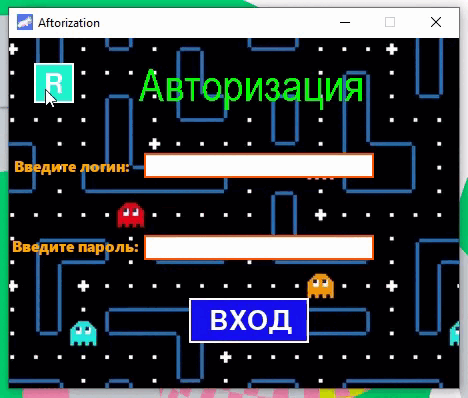 Aftorization
R
Авторизация
Введите логин:
Введите пароль:
ВХОД